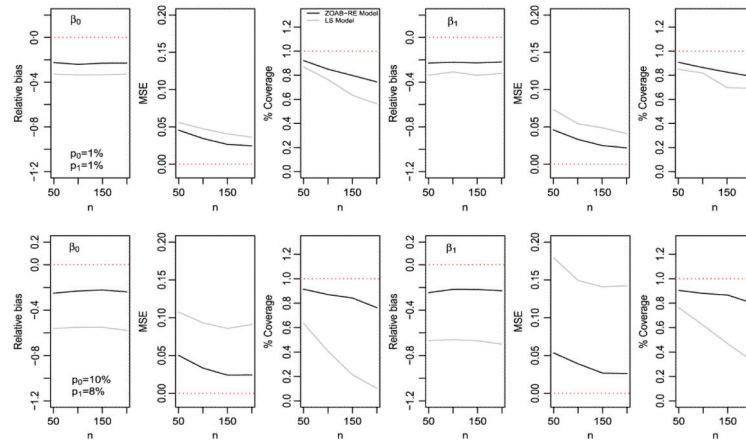 β0
Relative bias
0.2
0.0
−0.4
−0.8
−1.2
p0=1%
p1=1%
50
150
n
MSE
0.20
0.15
0.10
0.05
0.00
50
150
n
ZOAB−RE Model
LS Model
% Coverage
1.2
1.0
0.8
0.6
0.4
0.2
0.0
50
150
n
β1
Relative bias
0.2
0.0
−0.4
−0.8
−1.2
50
150
n
MSE
0.20
0.15
0.10
0.05
0.00
50
150
n
% Coverage
1.2
1.0
0.8
0.6
0.4
0.2
0.0
50
150
n
β0
Relative bias
0.2
0.0
−0.4
−0.8
−1.2
p0=10%
p1=8%
50
150
n
MSE
0.20
0.15
0.10
0.05
0.00
50
150
n
% Coverage
1.2
1.0
0.8
0.6
0.4
0.2
0.0
50
150
n
β1
Relative bias
0.2
0.0
−0.4
−0.8
−1.2
50
150
n
MSE
0.20
0.15
0.10
0.05
0.00
50
150
n
% Coverage
1.2
1.0
0.8
0.6
0.4
0.2
0.0
50
150
n